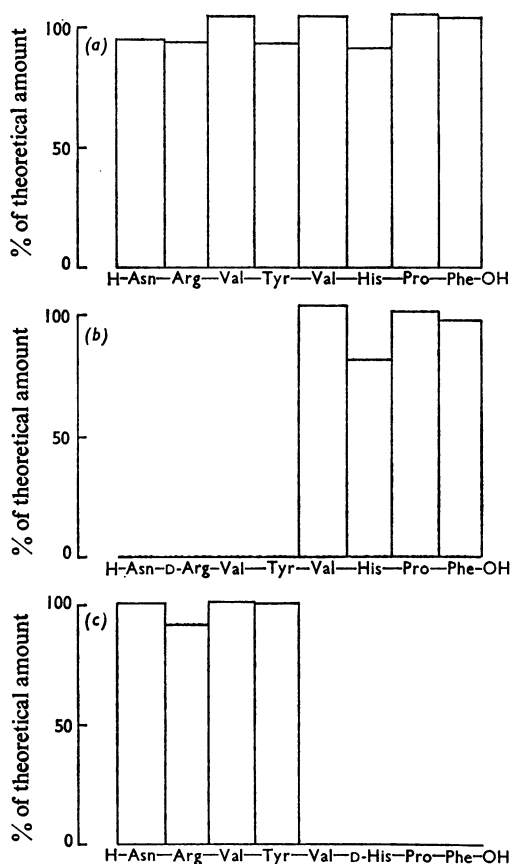 % of theoretical amount
100
(a)
50
0
H-Asn—Arg—Val—Tyr—Val—His—Pro—Phe-OH
% of theoretical amount
100
(b)
50
0
H-Asn-D-Arg-Val—Tyr—Val—His—Pro—Phe-OH
% of theoretical amount
100
(c)
50
0
H-Asn—Arg—Val—Tyr—Val—D-His-Pro—Phe-OH